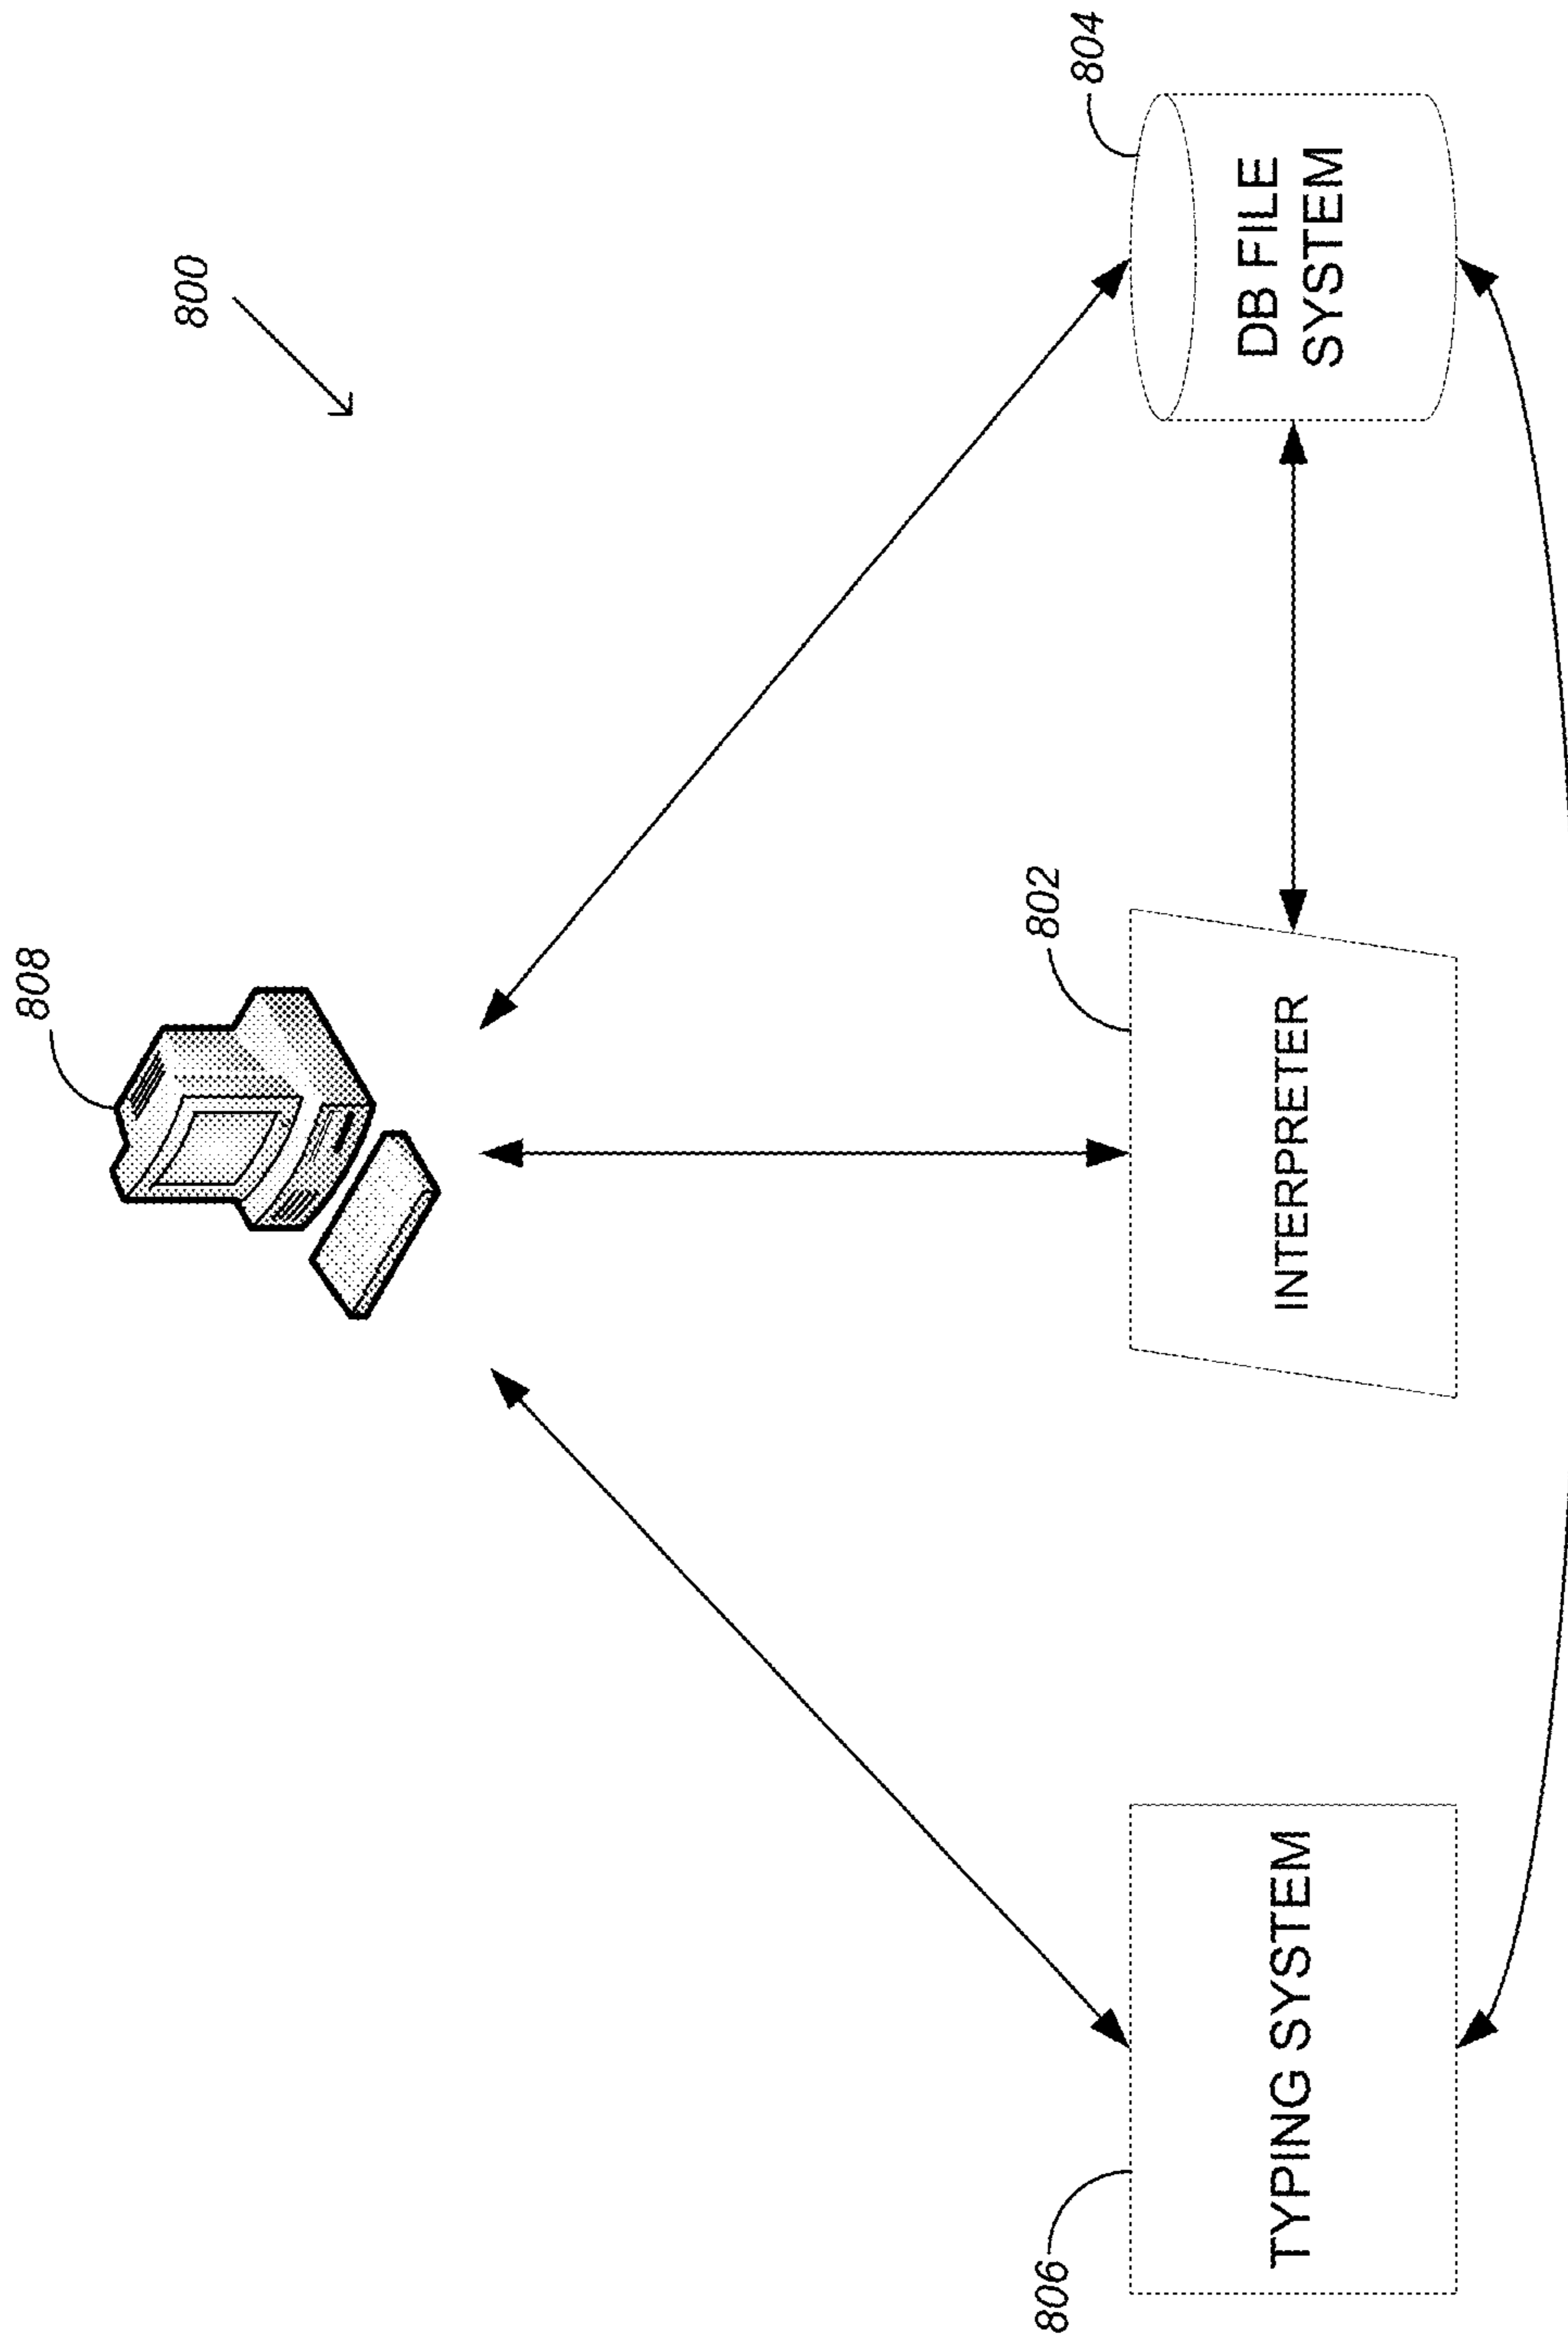 800
808
806
802
804
TYPING SYSTEM
INTERPRETER
DB FILE
SYSTEM